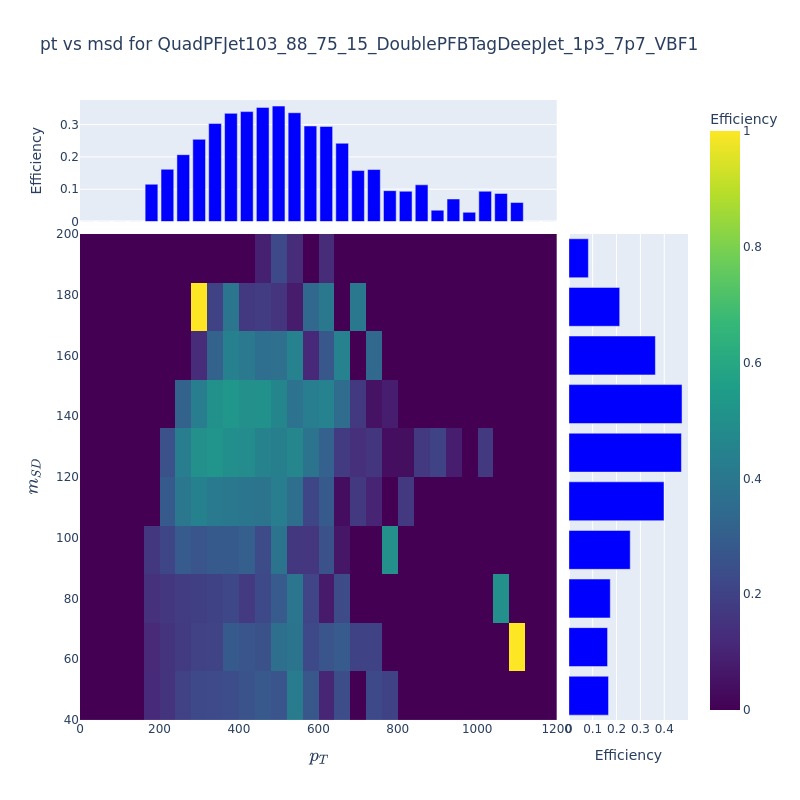 pt vs msd for QuadPFJet103_88_75_15_DoublePFBTagDeepJet_1p3_7p7_VBF1
Efficiency
0.3
0.2
0.1
0
Efficiency
1
0.8
0.6
0.4
0.2
0
m_SD
200
180
160
140
120
100
80
60
40
0 200 400 600 800 1000 1200
p_T
0 0.1 0.2 0.3 0.4
Efficiency